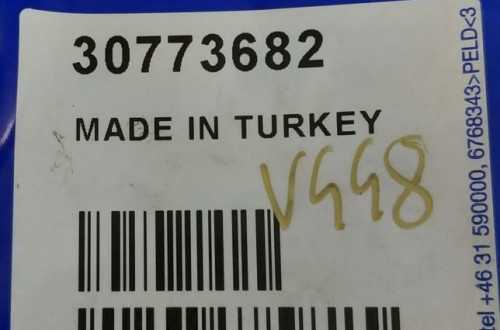 30773682
MADE IN TURKEY
V448
Tel +46 31 590000, 6768343>PELD<3